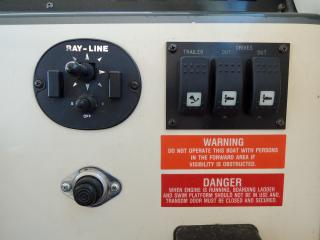 RAY-LINE
OFF
DRIVES
TRAILER OUT OUT
WARNING
DO NOT OPERATE THIS BOAT WITH PERSONS
IN THE FORWARD AREA IF
VISIBILITY IS OBSTRUCTED.
DANGER
WHEN ENGINE IS RUNNING, BOARDING LADDER
AND SWIM PLATFORM SHOULD NOT BE IN USE AND,
TRANSOM DOOR MUST BE CLOSED AND SECURED.